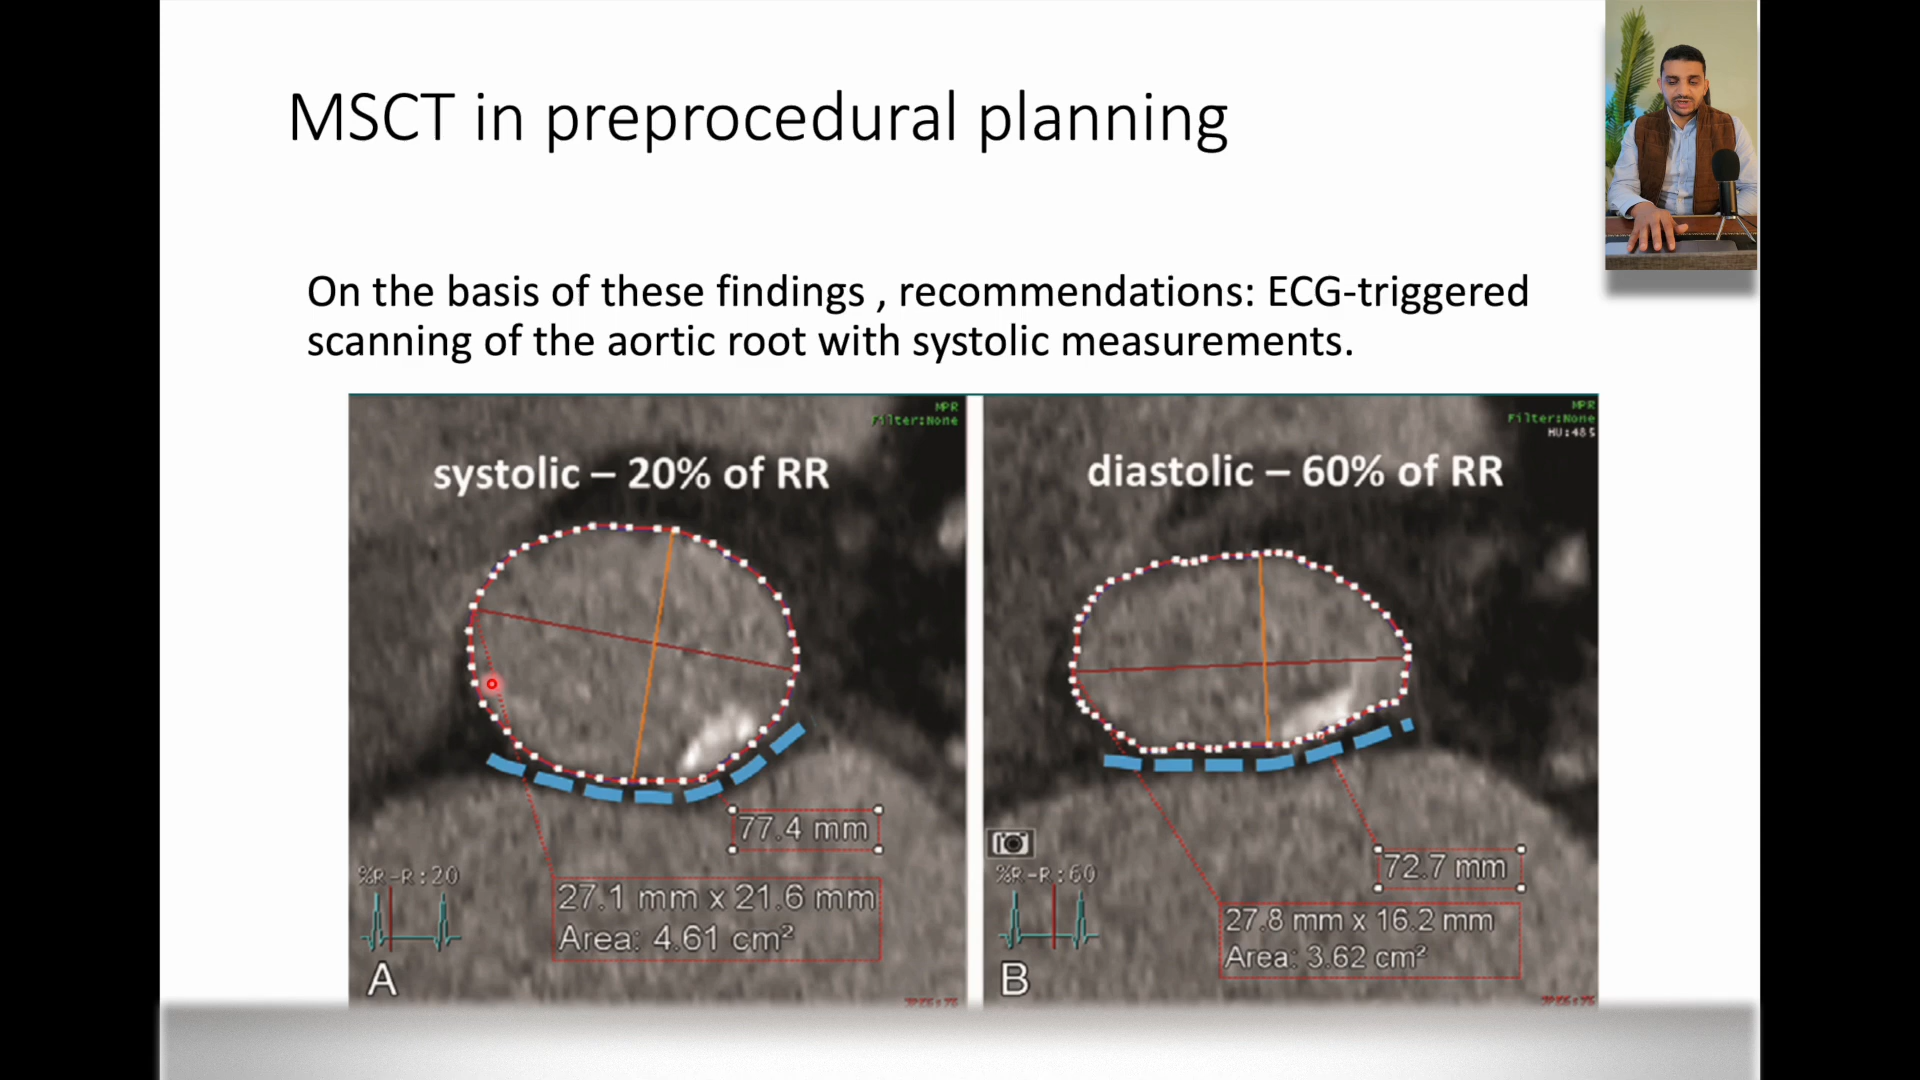 MSCT in preprocedural planning
On the basis of these findings , recommendations: ECG-triggered
scanning of the aortic root with systolic measurements.
MPR
Filter:None
systolic – 20% of RR
77.4 mm
%R-R:20
27.1 mm x 21.6 mm
Area: 4.61 cm²
A
MPR
Filter:None
HU:485
diastolic – 60% of RR
72.7 mm
%R-R:60
27.8 mm x 16.2 mm
Area: 3.62 cm²
B